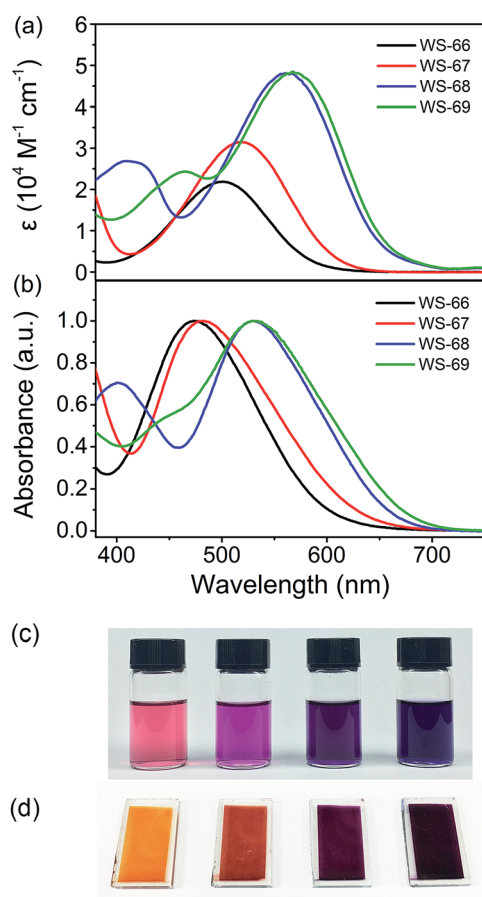 (a)
WS-66
WS-67
WS-68
WS-69
6
5
4
3
2
1
0
ε (10⁴ M⁻¹ cm⁻¹)
(b)
WS-66
WS-67
WS-68
WS-69
1.0
0.8
0.6
0.4
0.2
0.0
Absorbance (a.u.)
400 500 600 700
Wavelength (nm)
(c)
(d)